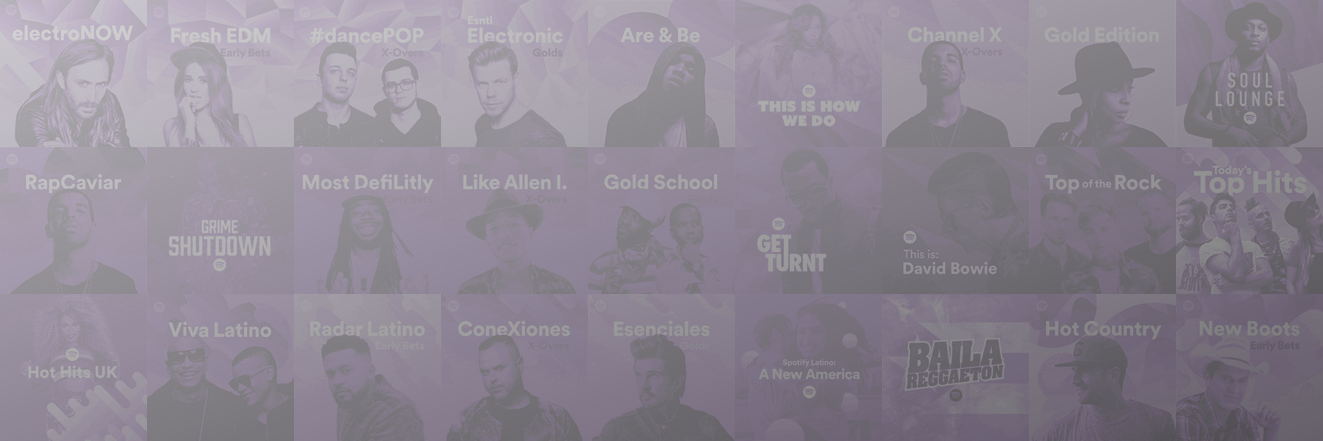 electroNOW
Fresh EDM
Early Bets
#dancePOP
X-Overs
Esntl
Electronic
Golds
Are & Be
THIS IS HOW
WE DO
Channel X
X-Overs
Gold Edition
SOUL
LOUNGE
RapCaviar
GRIME
SHUTDOWN
Most DefiLitly
Early Bets
Like Allen I.
X-Overs
Gold School
GET
TURNT
This is:
David Bowie
Top of the Rock
Today's
Top Hits
Hot Hits UK
Viva Latino
Radar Latino
Early Bets
ConeXiones
X-Overs
Esenciales
Spotify Latino:
A New America
BAILA
REGGAETON
Hot Country
New Boots
Early Bets